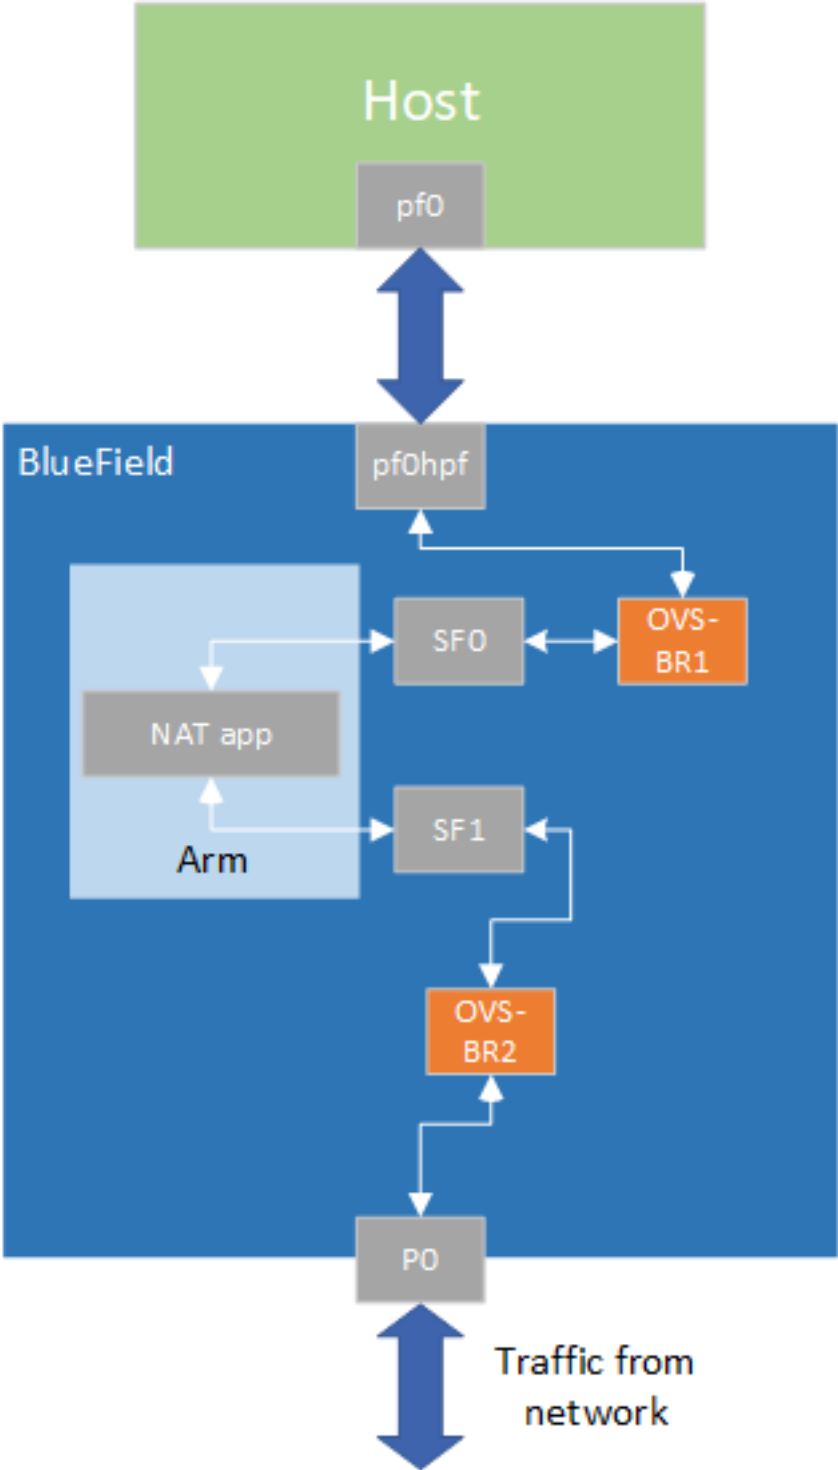 Host
pf0
BlueField
pf0hpf
SF0
OVS-
BR1
NAT app
SF1
Arm
OVS-
BR2
P0
Traffic from
network